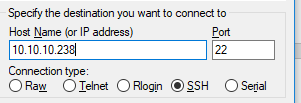 Specify the destination you want to connect to
Host Name (or IP address) Port
10.10.10.238 22
Connection type:
Raw Telnet Rlogin SSH Serial